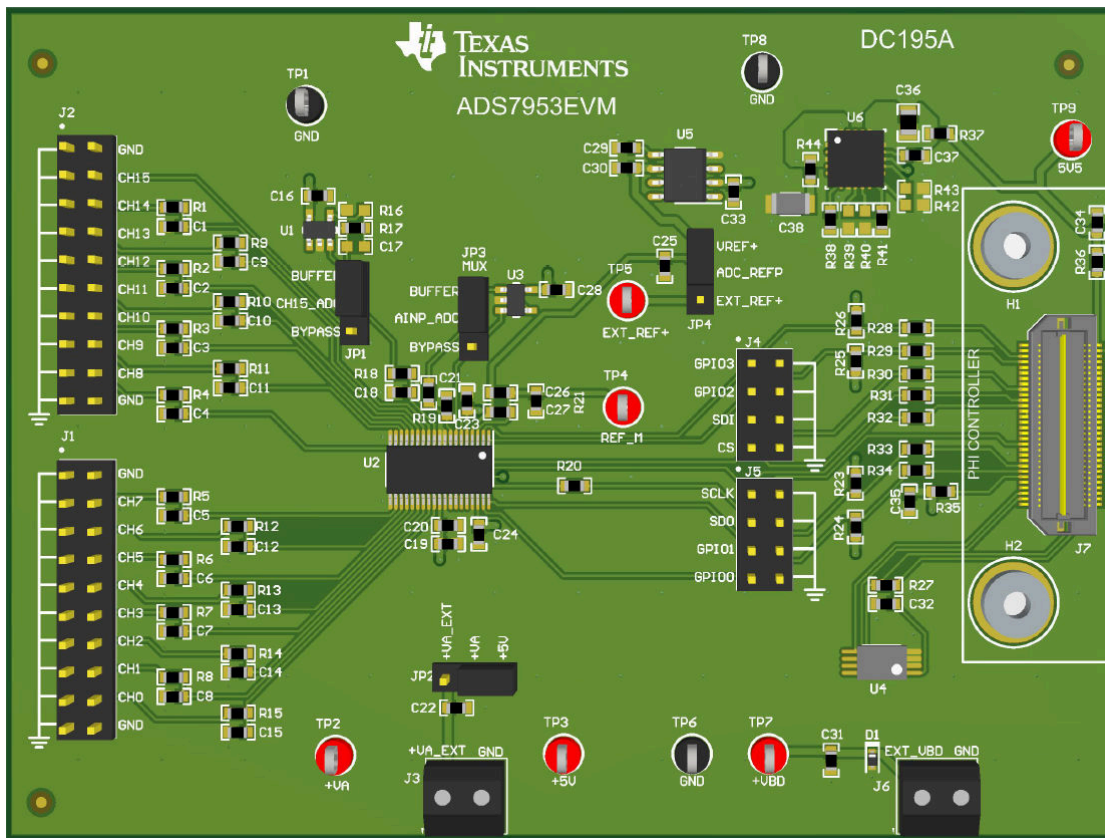 TEXAS
INSTRUMENTS
ADS7953EVM
DC195A
TP1
GND
TP8
GND
TP9
5V5
J2
GND
CH15
CH14
CH13
CH12
CH11
CH10
CH9
CH8
GND
R1
C1
R9
C9
R2
C2
R10
C10
R3
C3
R11
C11
R4
C4
C16
U1
R16
R17
C17
BUFFER
CH15_ADC
BYPASS
JP1
JP3
MUX
BUFFER
AINP_ADC
BYPASS
U3
C28
C29
C30
U5
C33
C25
VREF+
ADC_REFP
EXT_REF+
JP4
TP5
EXT_REF+
U6
C36
R37
C37
R44
R43
R42
C38
R38
R39
R40
R41
C34
R36
H1
R18
C18
C21
R19
C23
C26
C27
R21
TP4
REF_M
U2
R20
C20
C19
C24
J4
GPIO3
GPIO2
SDI
CS
J5
SCLK
SDO
GPIO1
GPIO0
R26
R25
R28
R29
R30
R31
R32
R33
R34
R23
R24
C35
R35
PHI CONTROLLER
J7
H2
R27
C32
U4
J1
GND
CH7
CH6
CH5
CH4
CH3
CH2
CH1
CH0
GND
R5
C5
R12
C12
R6
C6
R13
C13
R7
C7
R14
C14
R8
C8
R15
C15
+VA_EXT
+VA
+5V
JP2
C22
TP2
+VA
+VA_EXT GND
J3
TP3
+5V
TP6
GND
TP7
+VBD
C31
D1
EXT_VBD GND
J6